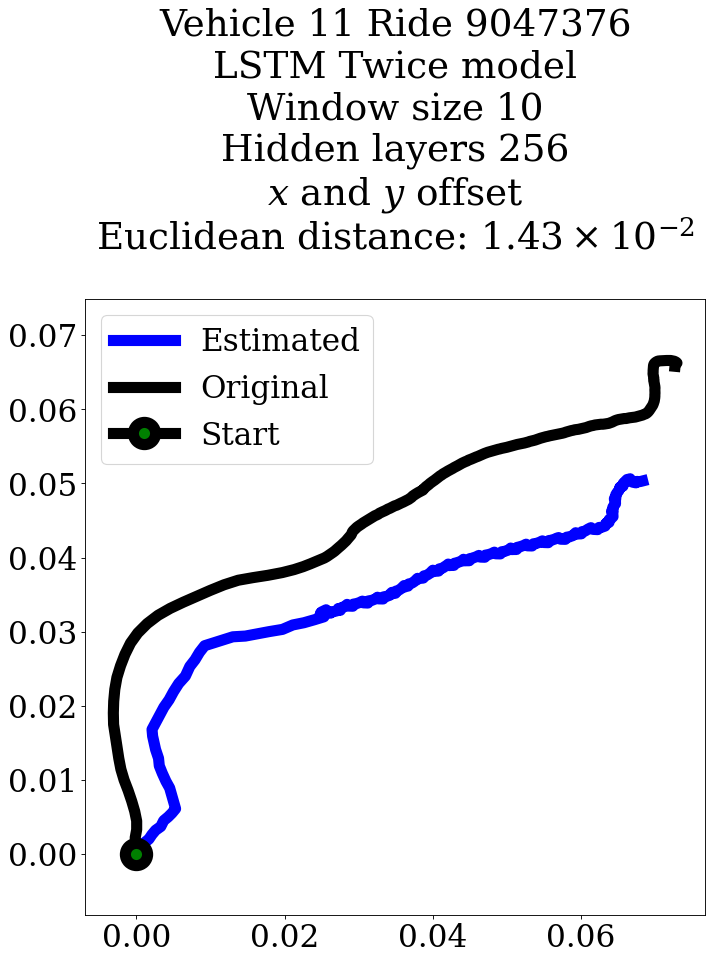 Vehicle 11 Ride 9047376
LSTM Twice model
Window size 10
Hidden layers 256
x and y offset
Euclidean distance: 1.43 × 10⁻²
Estimated
Original
Start
0.07
0.06
0.05
0.04
0.03
0.02
0.01
0.00
0.00 0.02 0.04 0.06